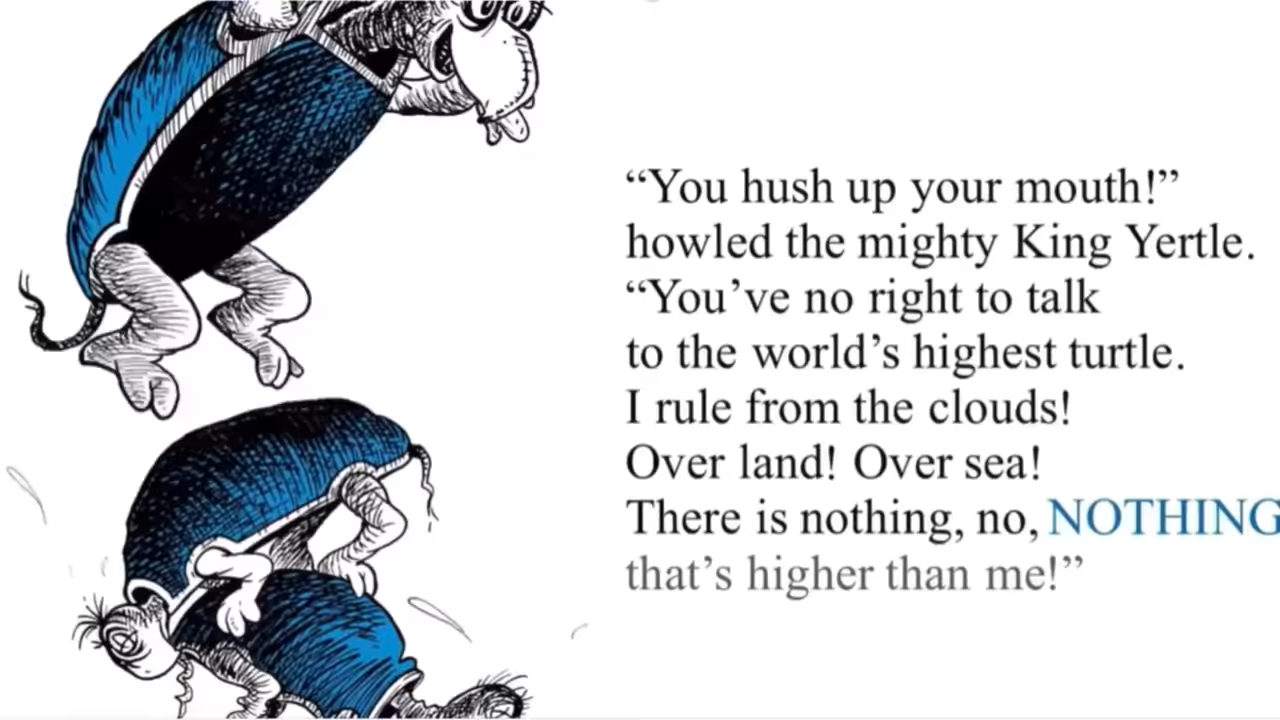 “You hush up your mouth!”
howled the mighty King Yertle.
“You’ve no right to talk
to the world’s highest turtle.
I rule from the clouds!
Over land! Over sea!
There is nothing, no, NOTHING
that’s higher than me!”